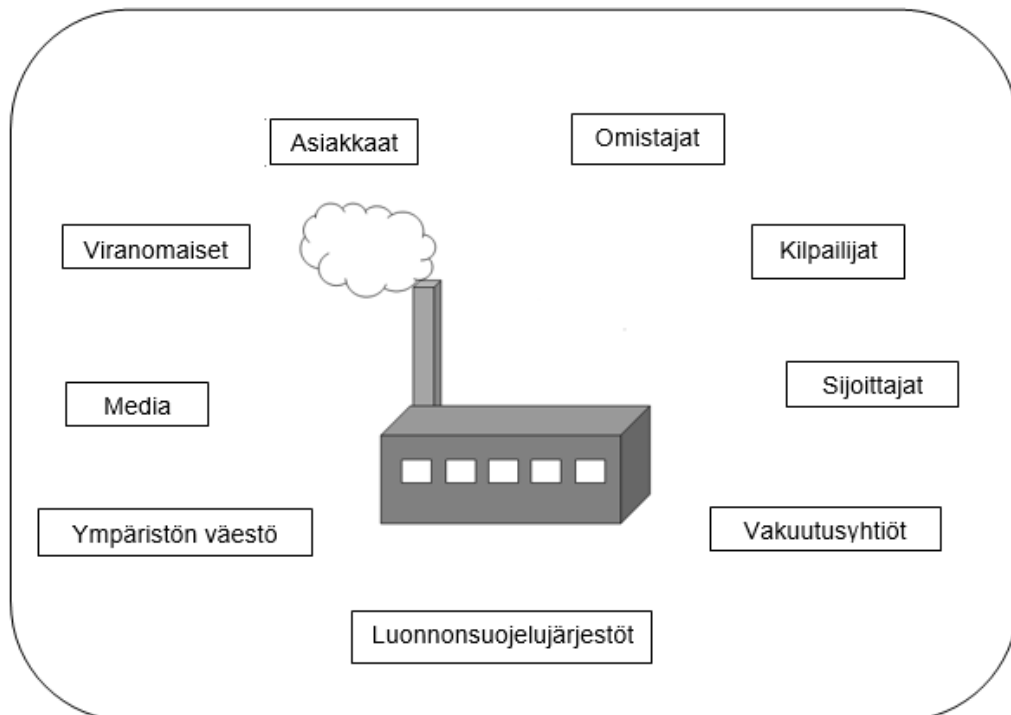 Asiakkaat
Omistajat
Viranomaiset
Kilpailijat
Media
Sijoittajat
Ympäristön väestö
Vakuutusyhtiöt
Luonnonsuojelujärjestöt